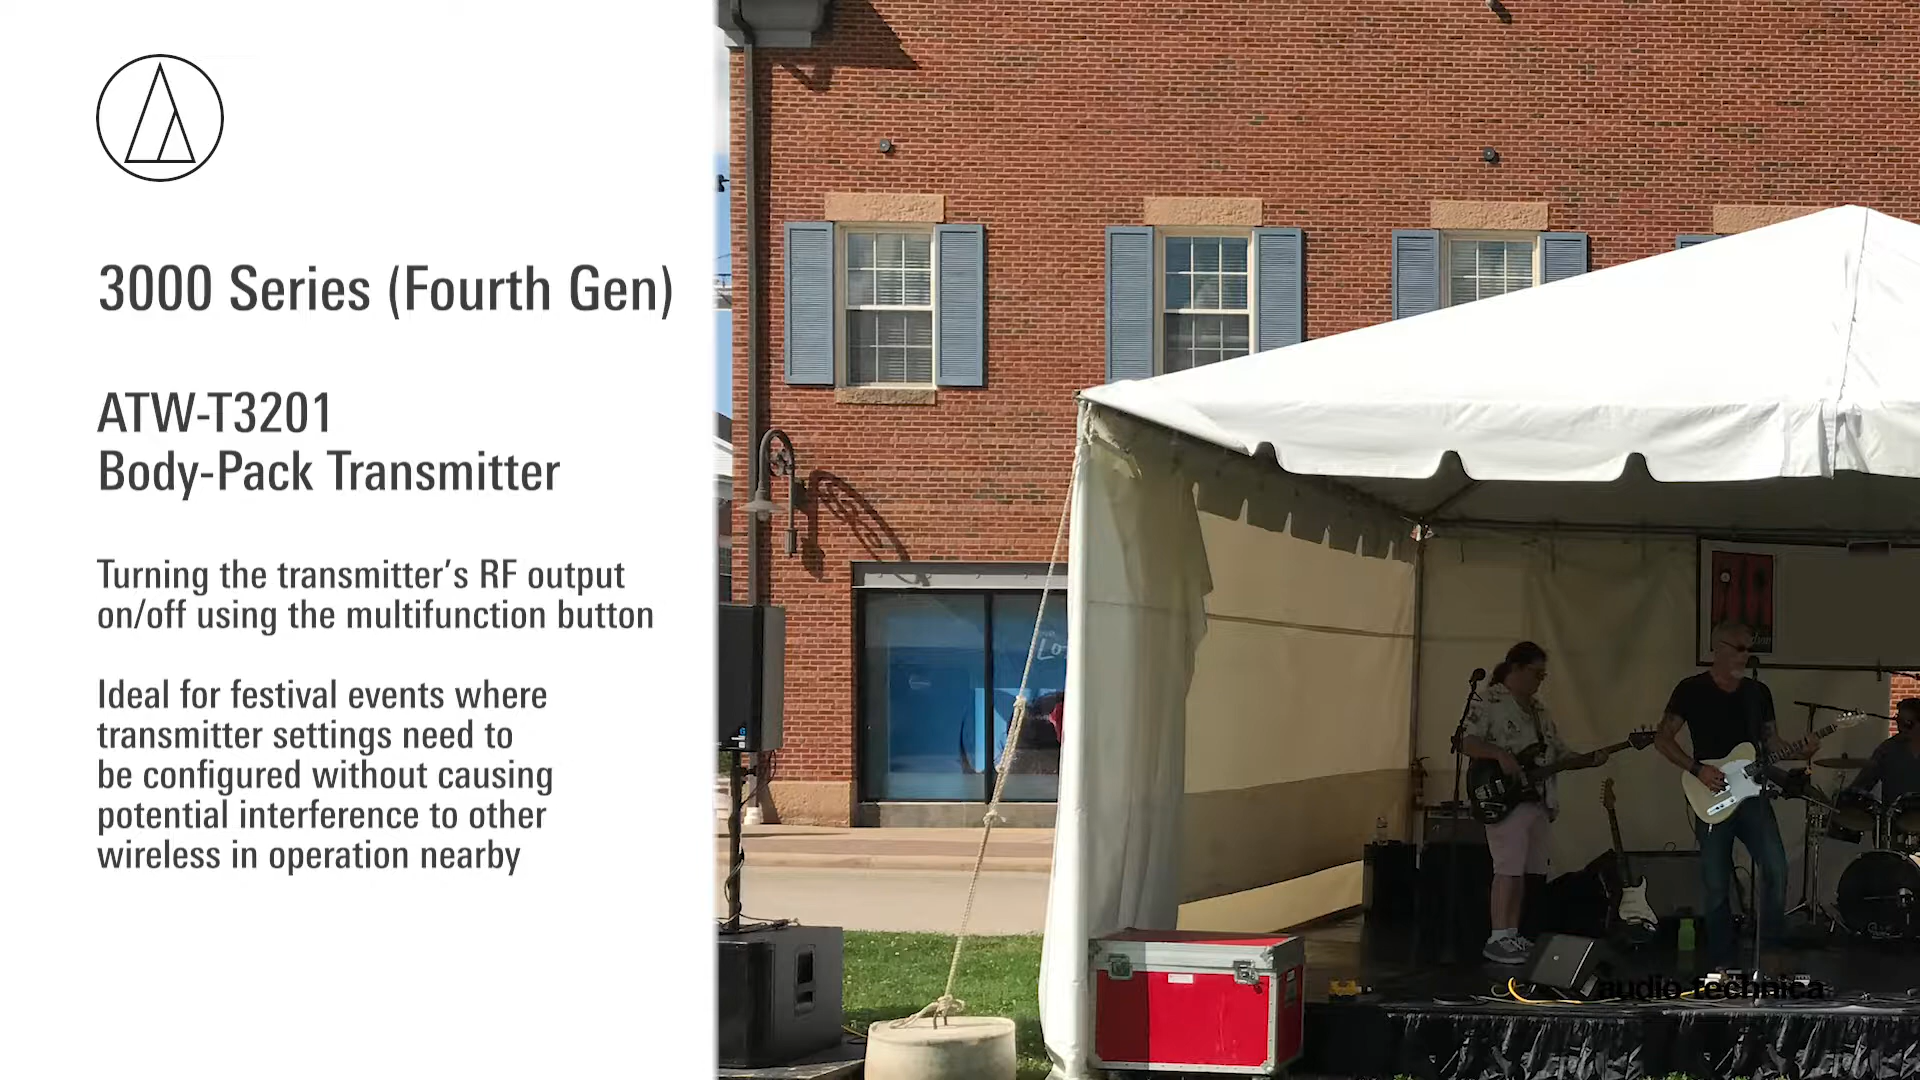 3000 Series (Fourth Gen)
ATW-T3201
Body-Pack Transmitter
Turning the transmitter’s RF output
on/off using the multifunction button
Ideal for festival events where
transmitter settings need to
be configured without causing
potential interference to other
wireless in operation nearby
audio-technica